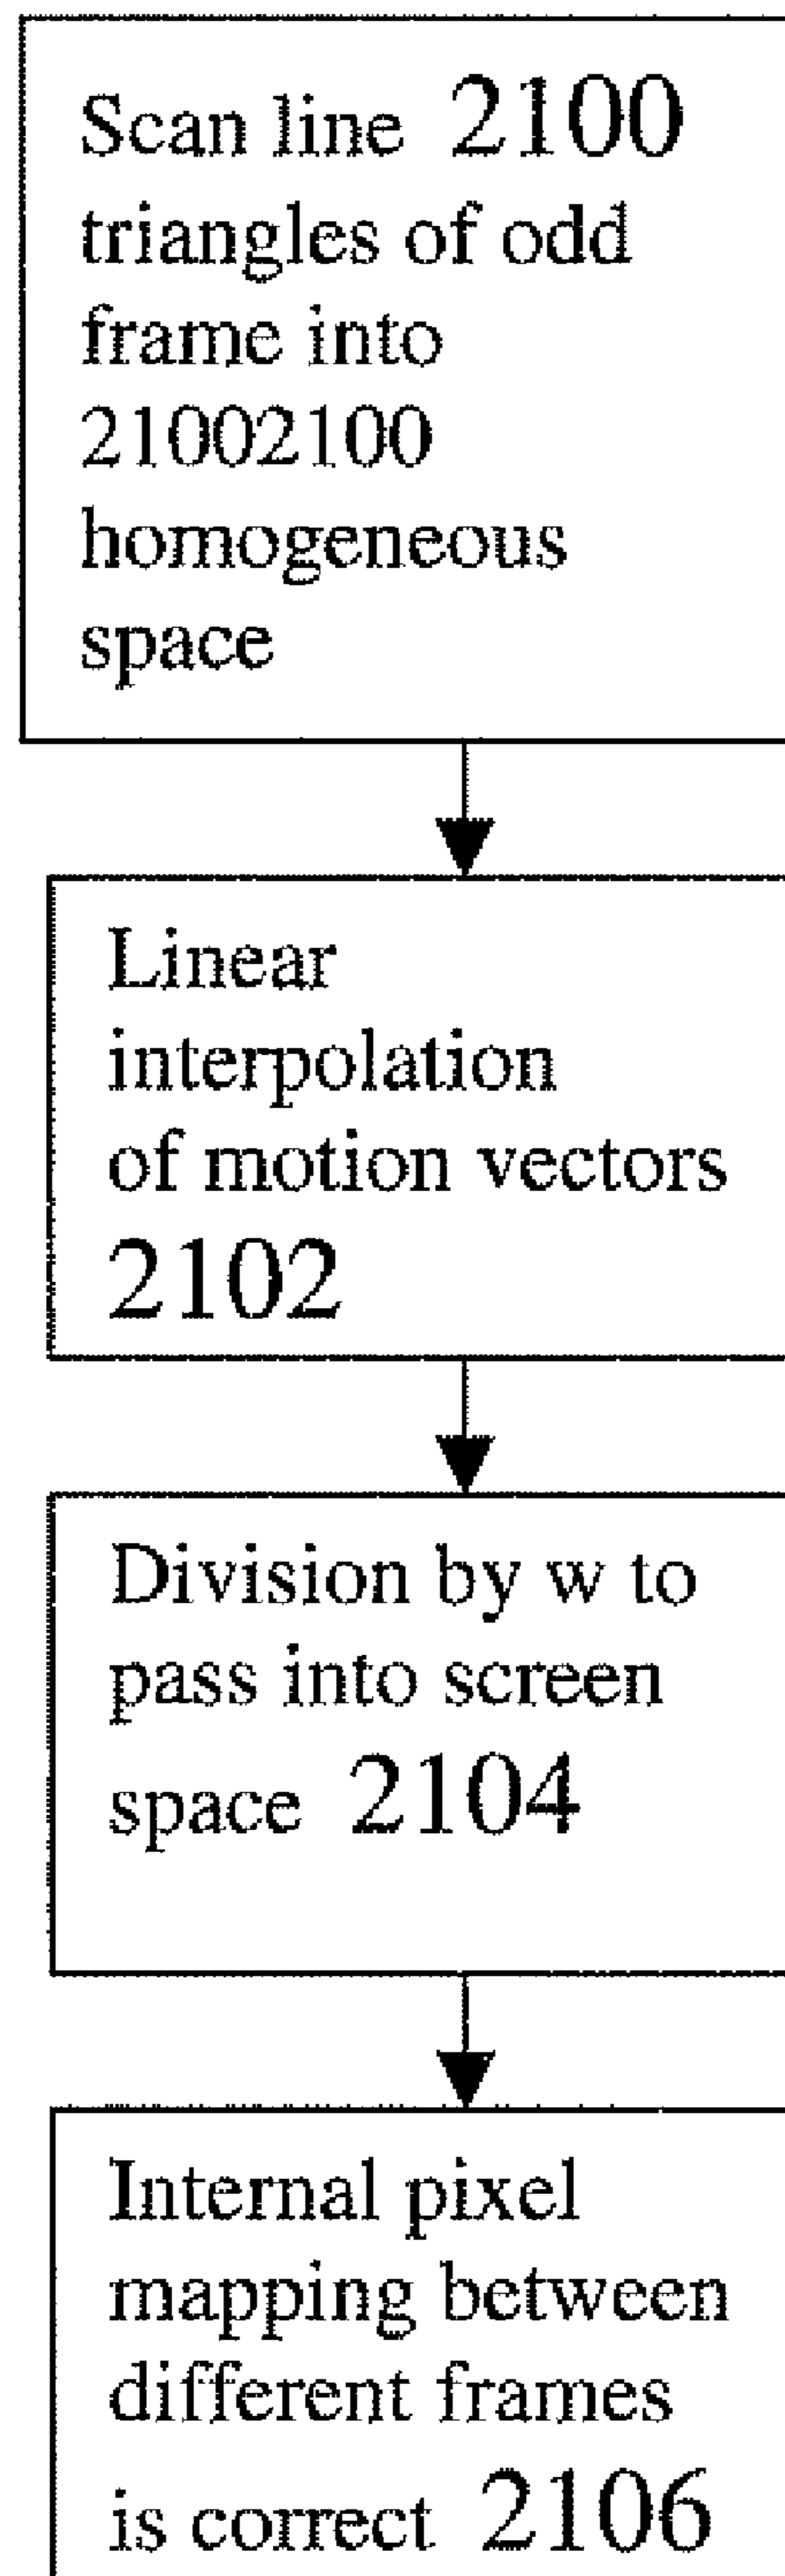 Scan line 2100
triangles of odd
frame into
21002100
homogeneous
space
Linear
interpolation
of motion vectors
2102
Division by w to
pass into screen
space 2104
Internal pixel
mapping between
different frames
is correct 2106